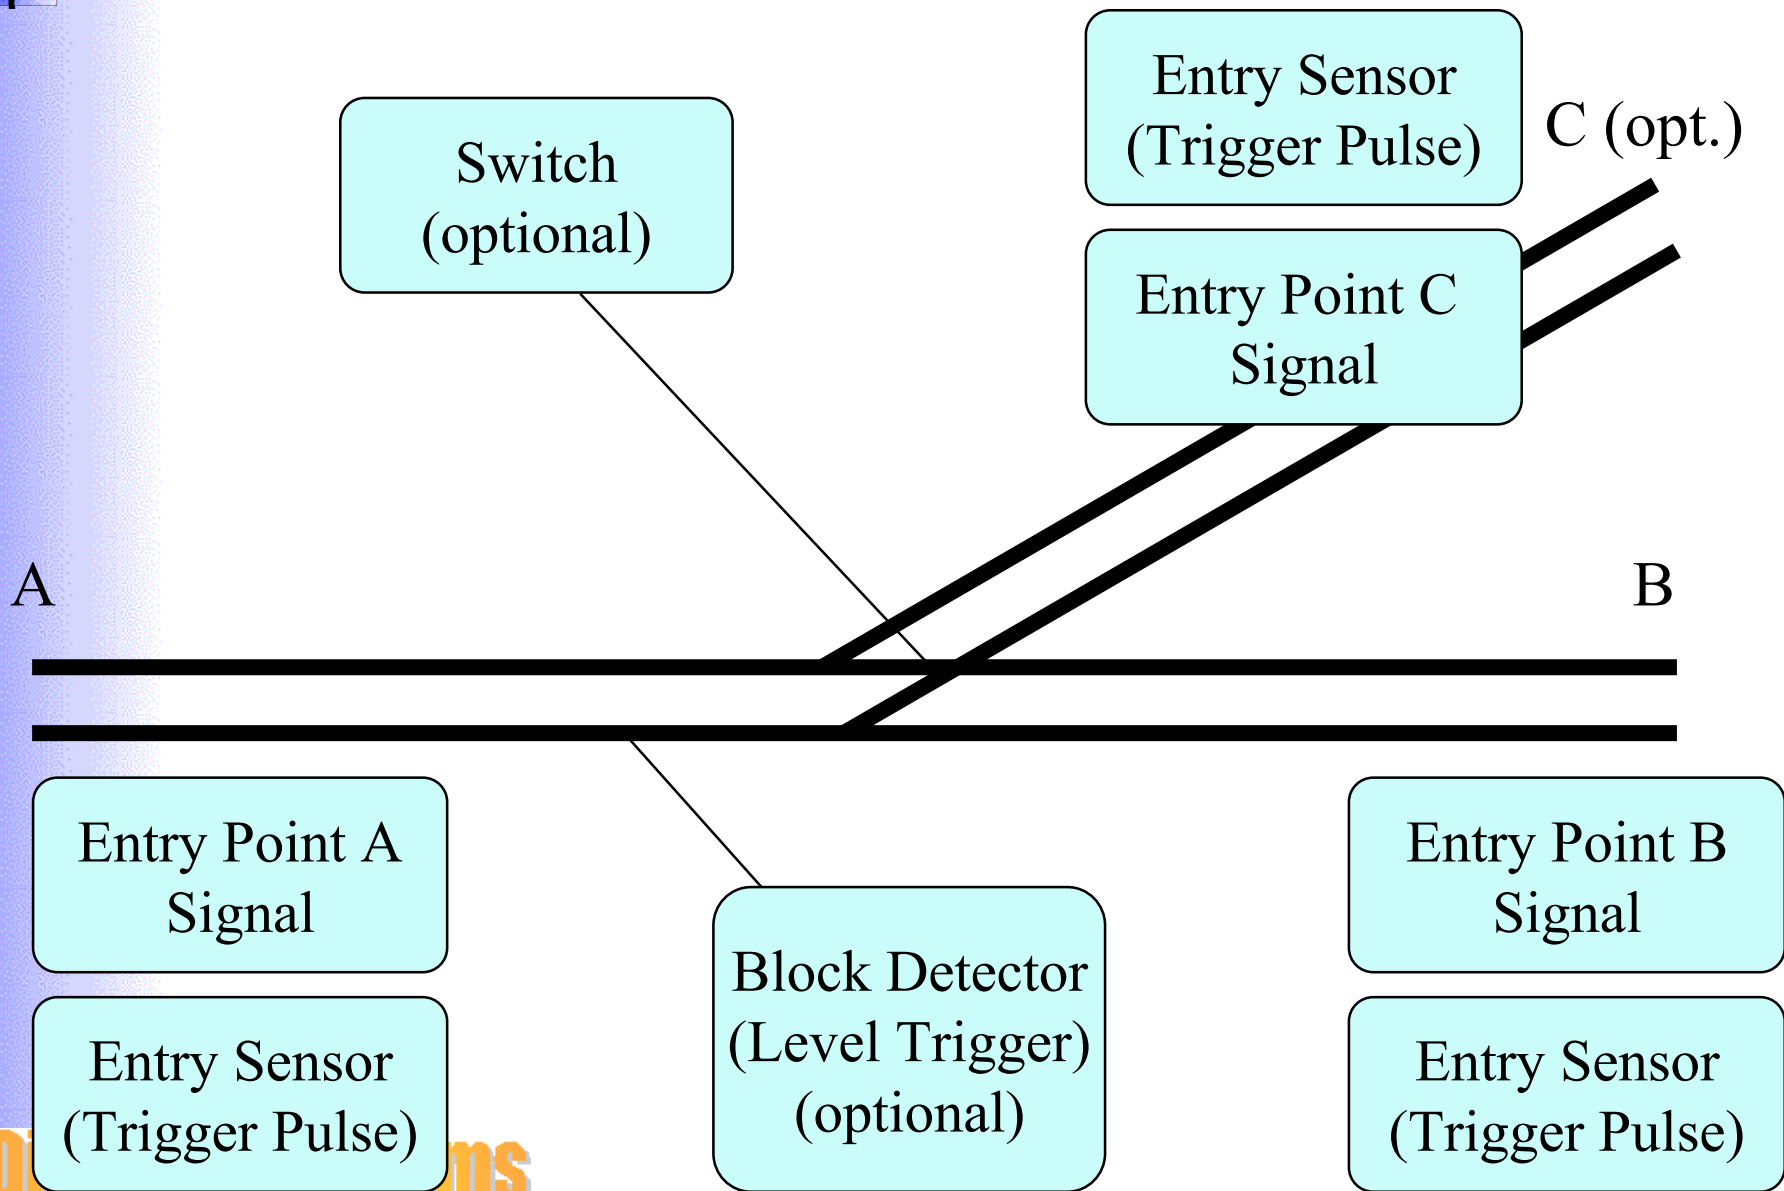 Entry Sensor
(Trigger Pulse)
C (opt.)
Switch
(optional)
Entry Point C
Signal
A
B
Entry Point A
Signal
Entry Point B
Signal
Block Detector
(Level Trigger)
(optional)
Entry Sensor
(Trigger Pulse)
Entry Sensor
(Trigger Pulse)